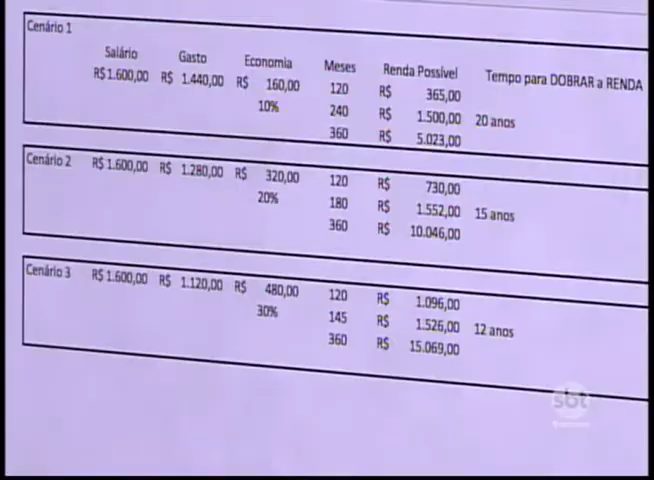 Cenário 1
Salário Gasto Economia Meses Renda Possível Tempo para DOBRAR a RENDA
R$ 1.600,00 R$ 1.440,00 R$ 160,00 120 R$ 365,00
10% 240 R$ 1.500,00 20 anos
360 R$ 5.023,00
Cenário 2 R$ 1.600,00 R$ 1.280,00 R$ 320,00 120 R$ 730,00
20% 180 R$ 1.552,00 15 anos
360 R$ 10.046,00
Cenário 3 R$ 1.600,00 R$ 1.120,00 R$ 480,00 120 R$ 1.096,00
30% 145 R$ 1.526,00 12 anos
360 R$ 15.069,00
sbt